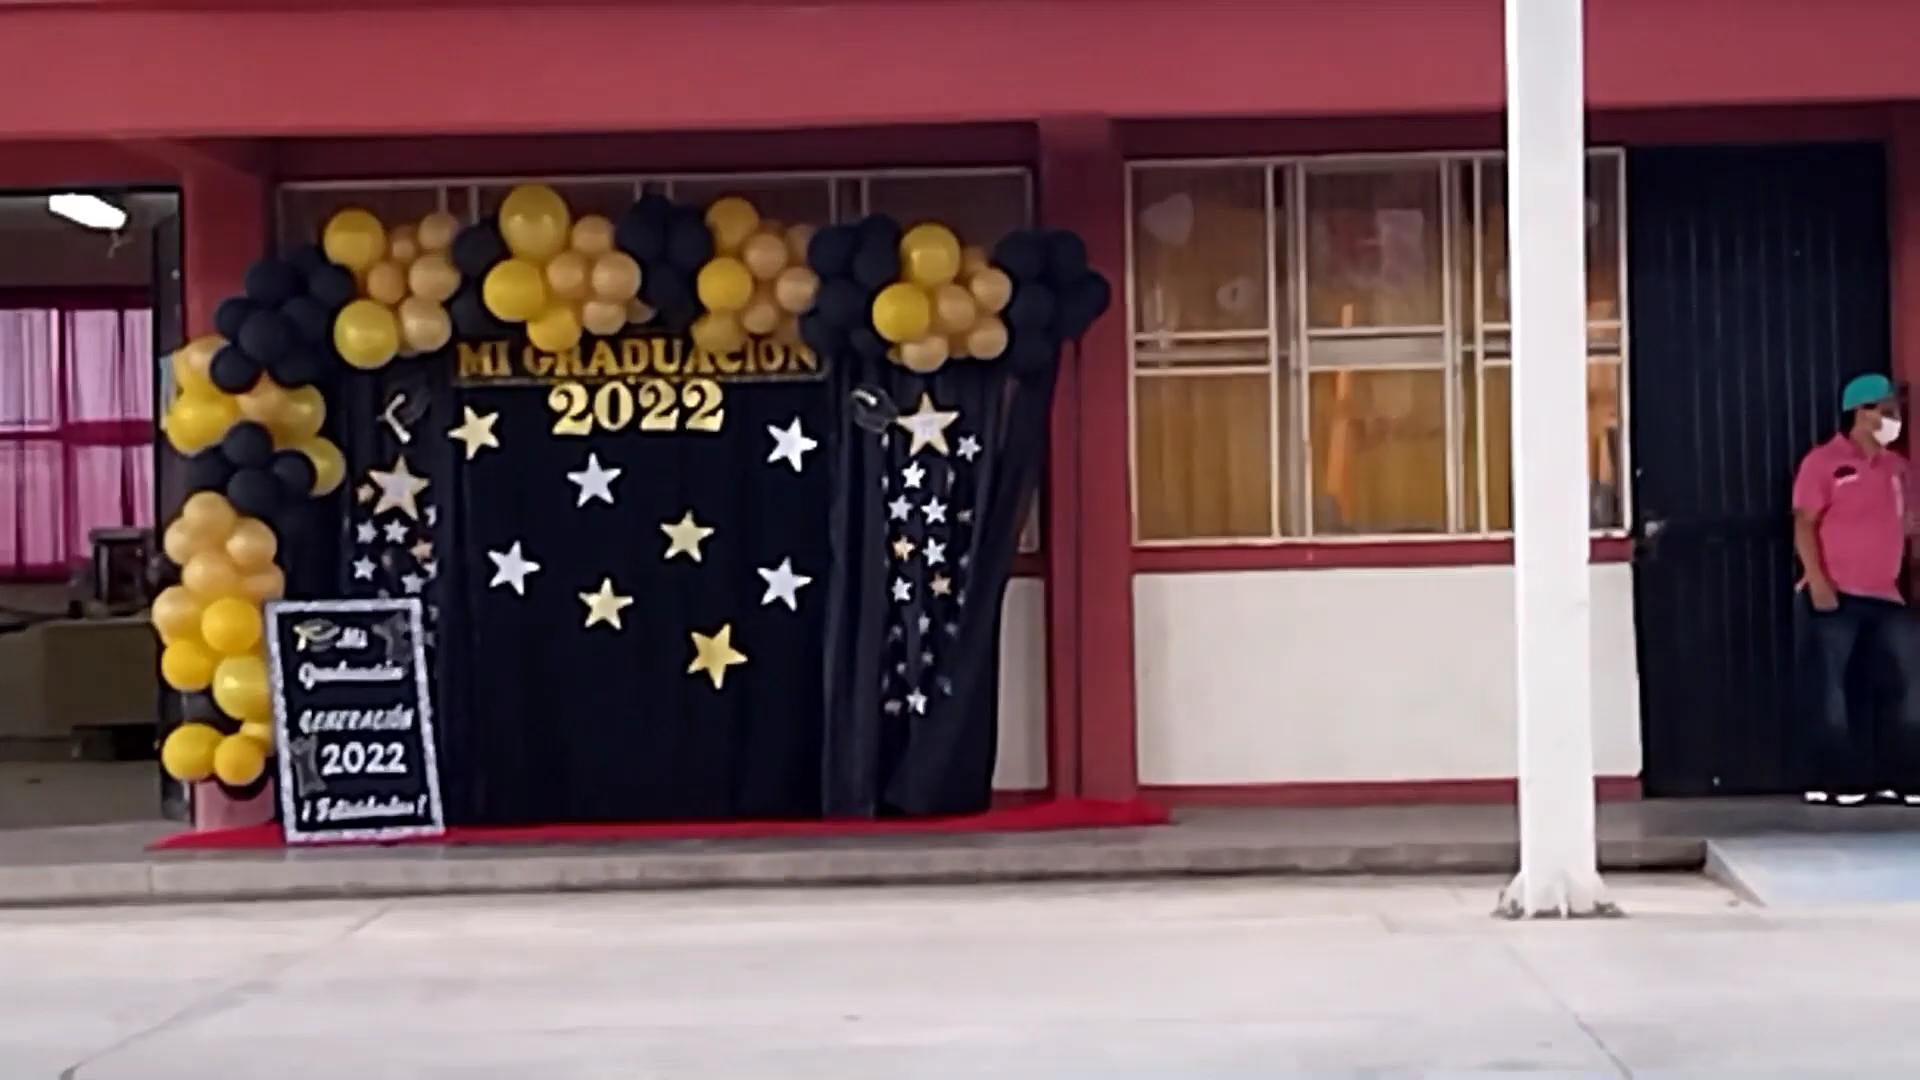 MI GRADUACIÓN
2022
Mi
Graduación
GENERACIÓN
2022
¡ Felicidades !